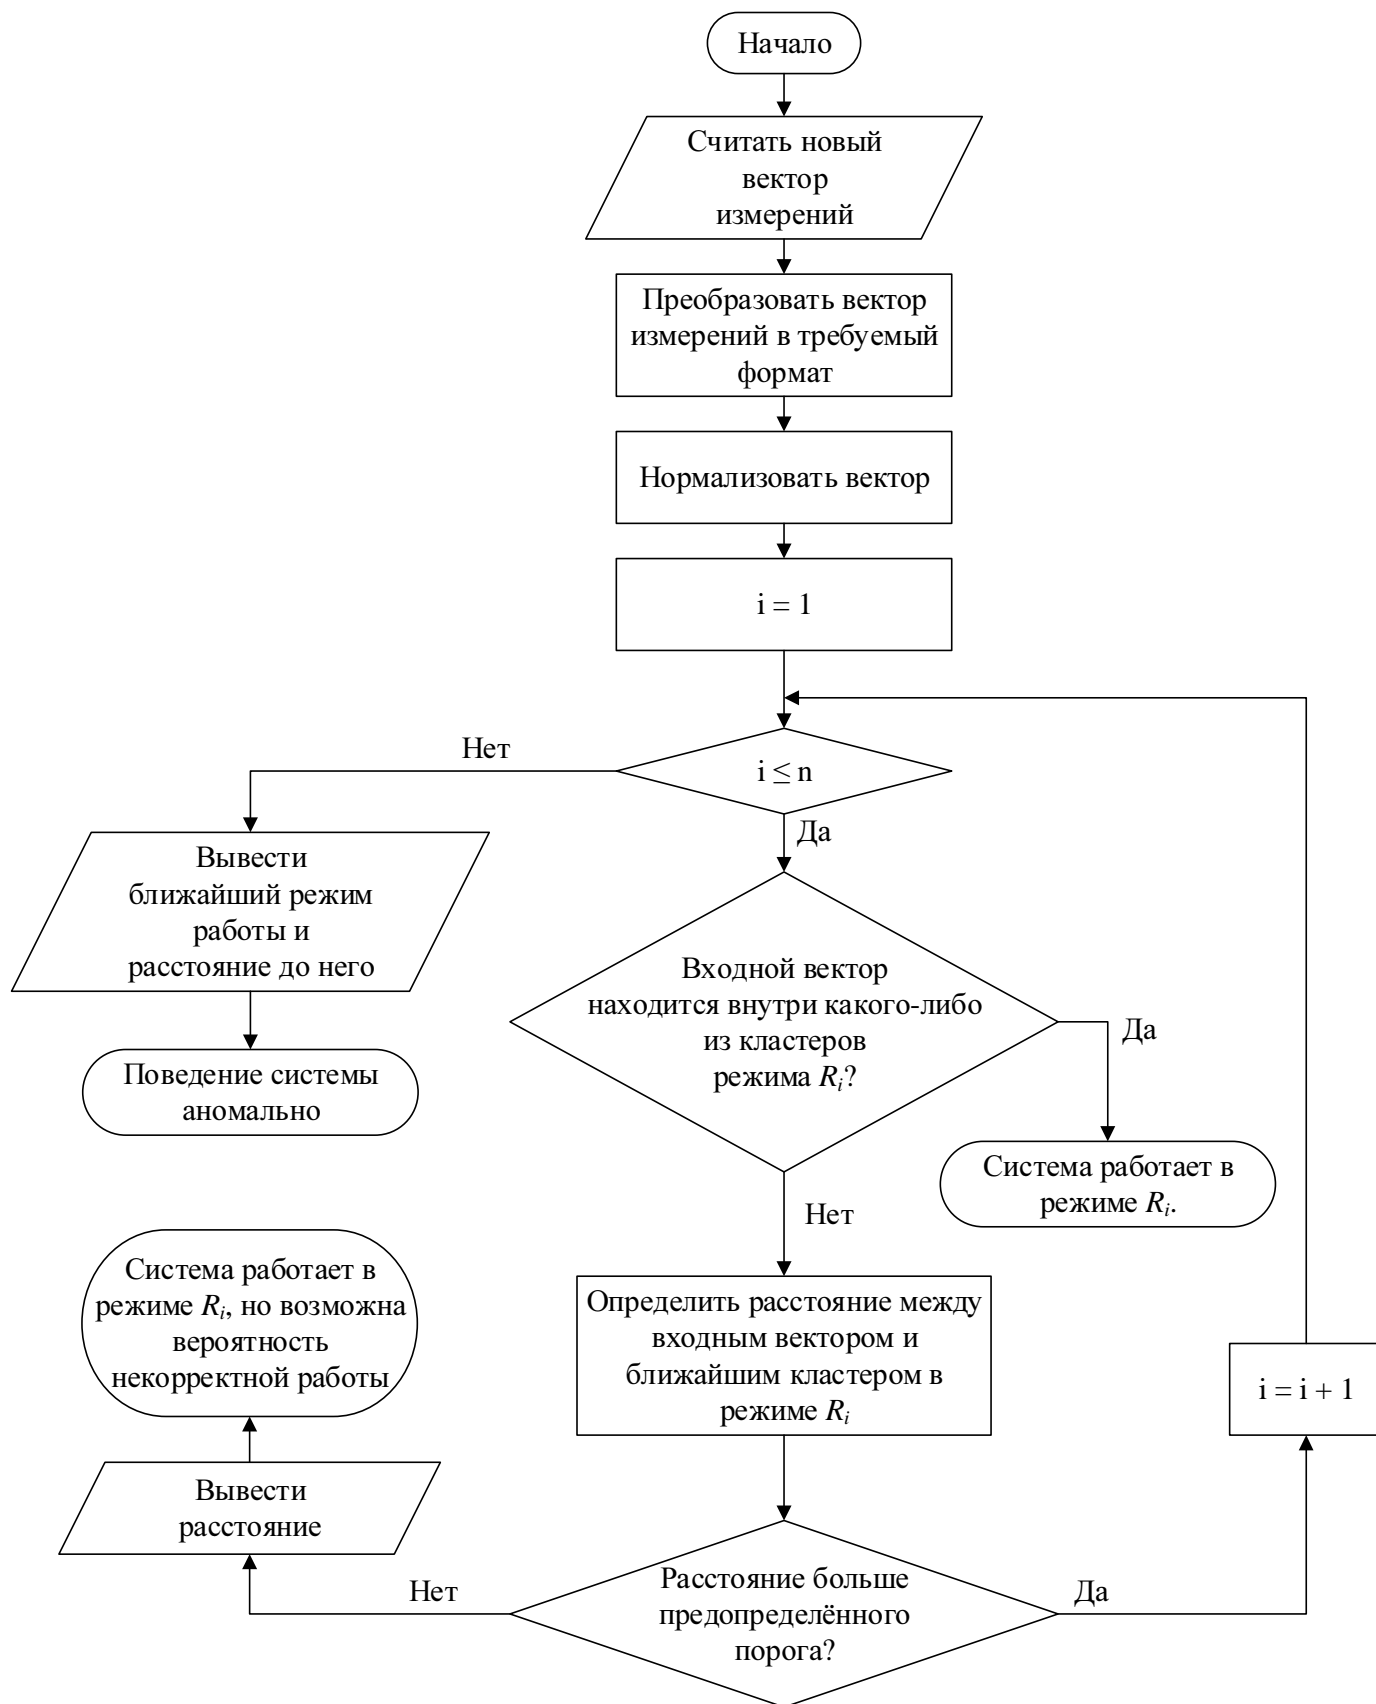 Начало
Считать новый
вектор
измерений
Преобразовать вектор
измерений в требуемый
формат
Нормализовать вектор
i = 1
Нет
i ≤ n
Да
Вывести
ближайший режим
работы и
расстояние до него
Входной вектор
находится внутри какого-либо
из кластеров
режима Ri?
Да
Поведение системы
аномально
Система работает в
режиме Ri.
Нет
Система работает в
режиме Ri, но возможна
вероятность
некорректной работы
Определить расстояние между
входным вектором и
ближайшим кластером в
режиме Ri
i = i + 1
Вывести
расстояние
Нет
Расстояние больше
предопределённого
порога?
Да